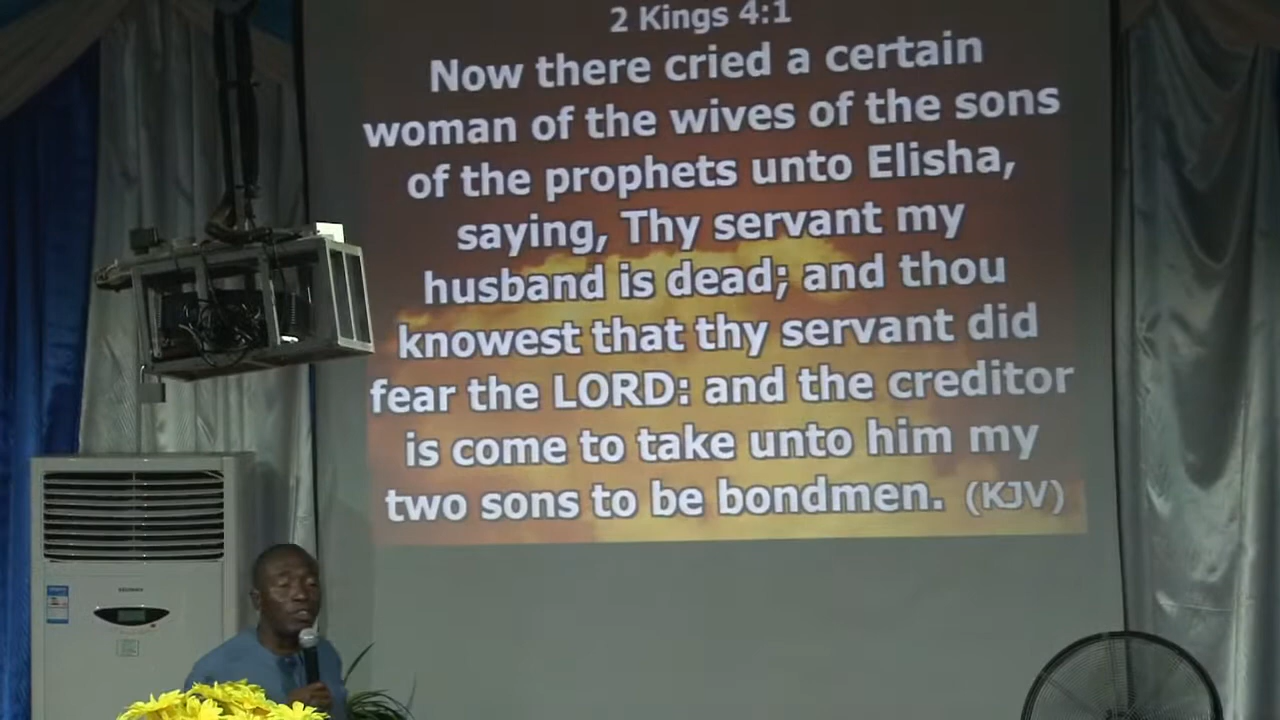 2 Kings 4:1
Now there cried a certain
woman of the wives of the sons
of the prophets unto Elisha,
saying, Thy servant my
husband is dead; and thou
knowest that thy servant did
fear the LORD: and the creditor
is come to take unto him my
two sons to be bondmen. (KJV)